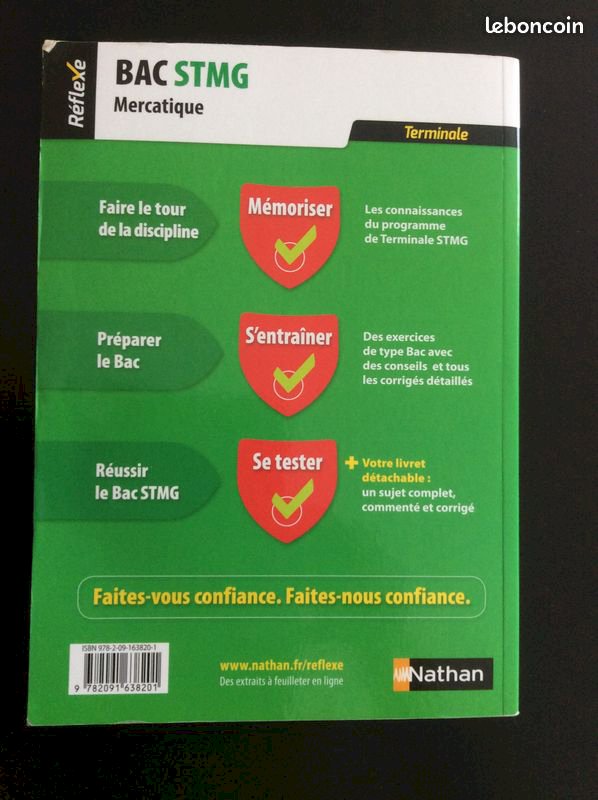 leboncoin
Réflexe
BAC STMG
Mercatique
Terminale
Faire le tour
de la discipline
Mémoriser
Les connaissances
du programme
de Terminale STMG
Préparer
le Bac
S'entraîner
Des exercices
de type Bac avec
des conseils et tous
les corrigés détaillés
Réussir
le Bac STMG
Se tester
+ Votre livret
détachable :
un sujet complet,
commenté et corrigé
Faites-vous confiance. Faites-nous confiance.
ISBN 978-2-09-163820-1
9 782091 638201
www.nathan.fr/reflexe
Des extraits à feuilleter en ligne
Nathan